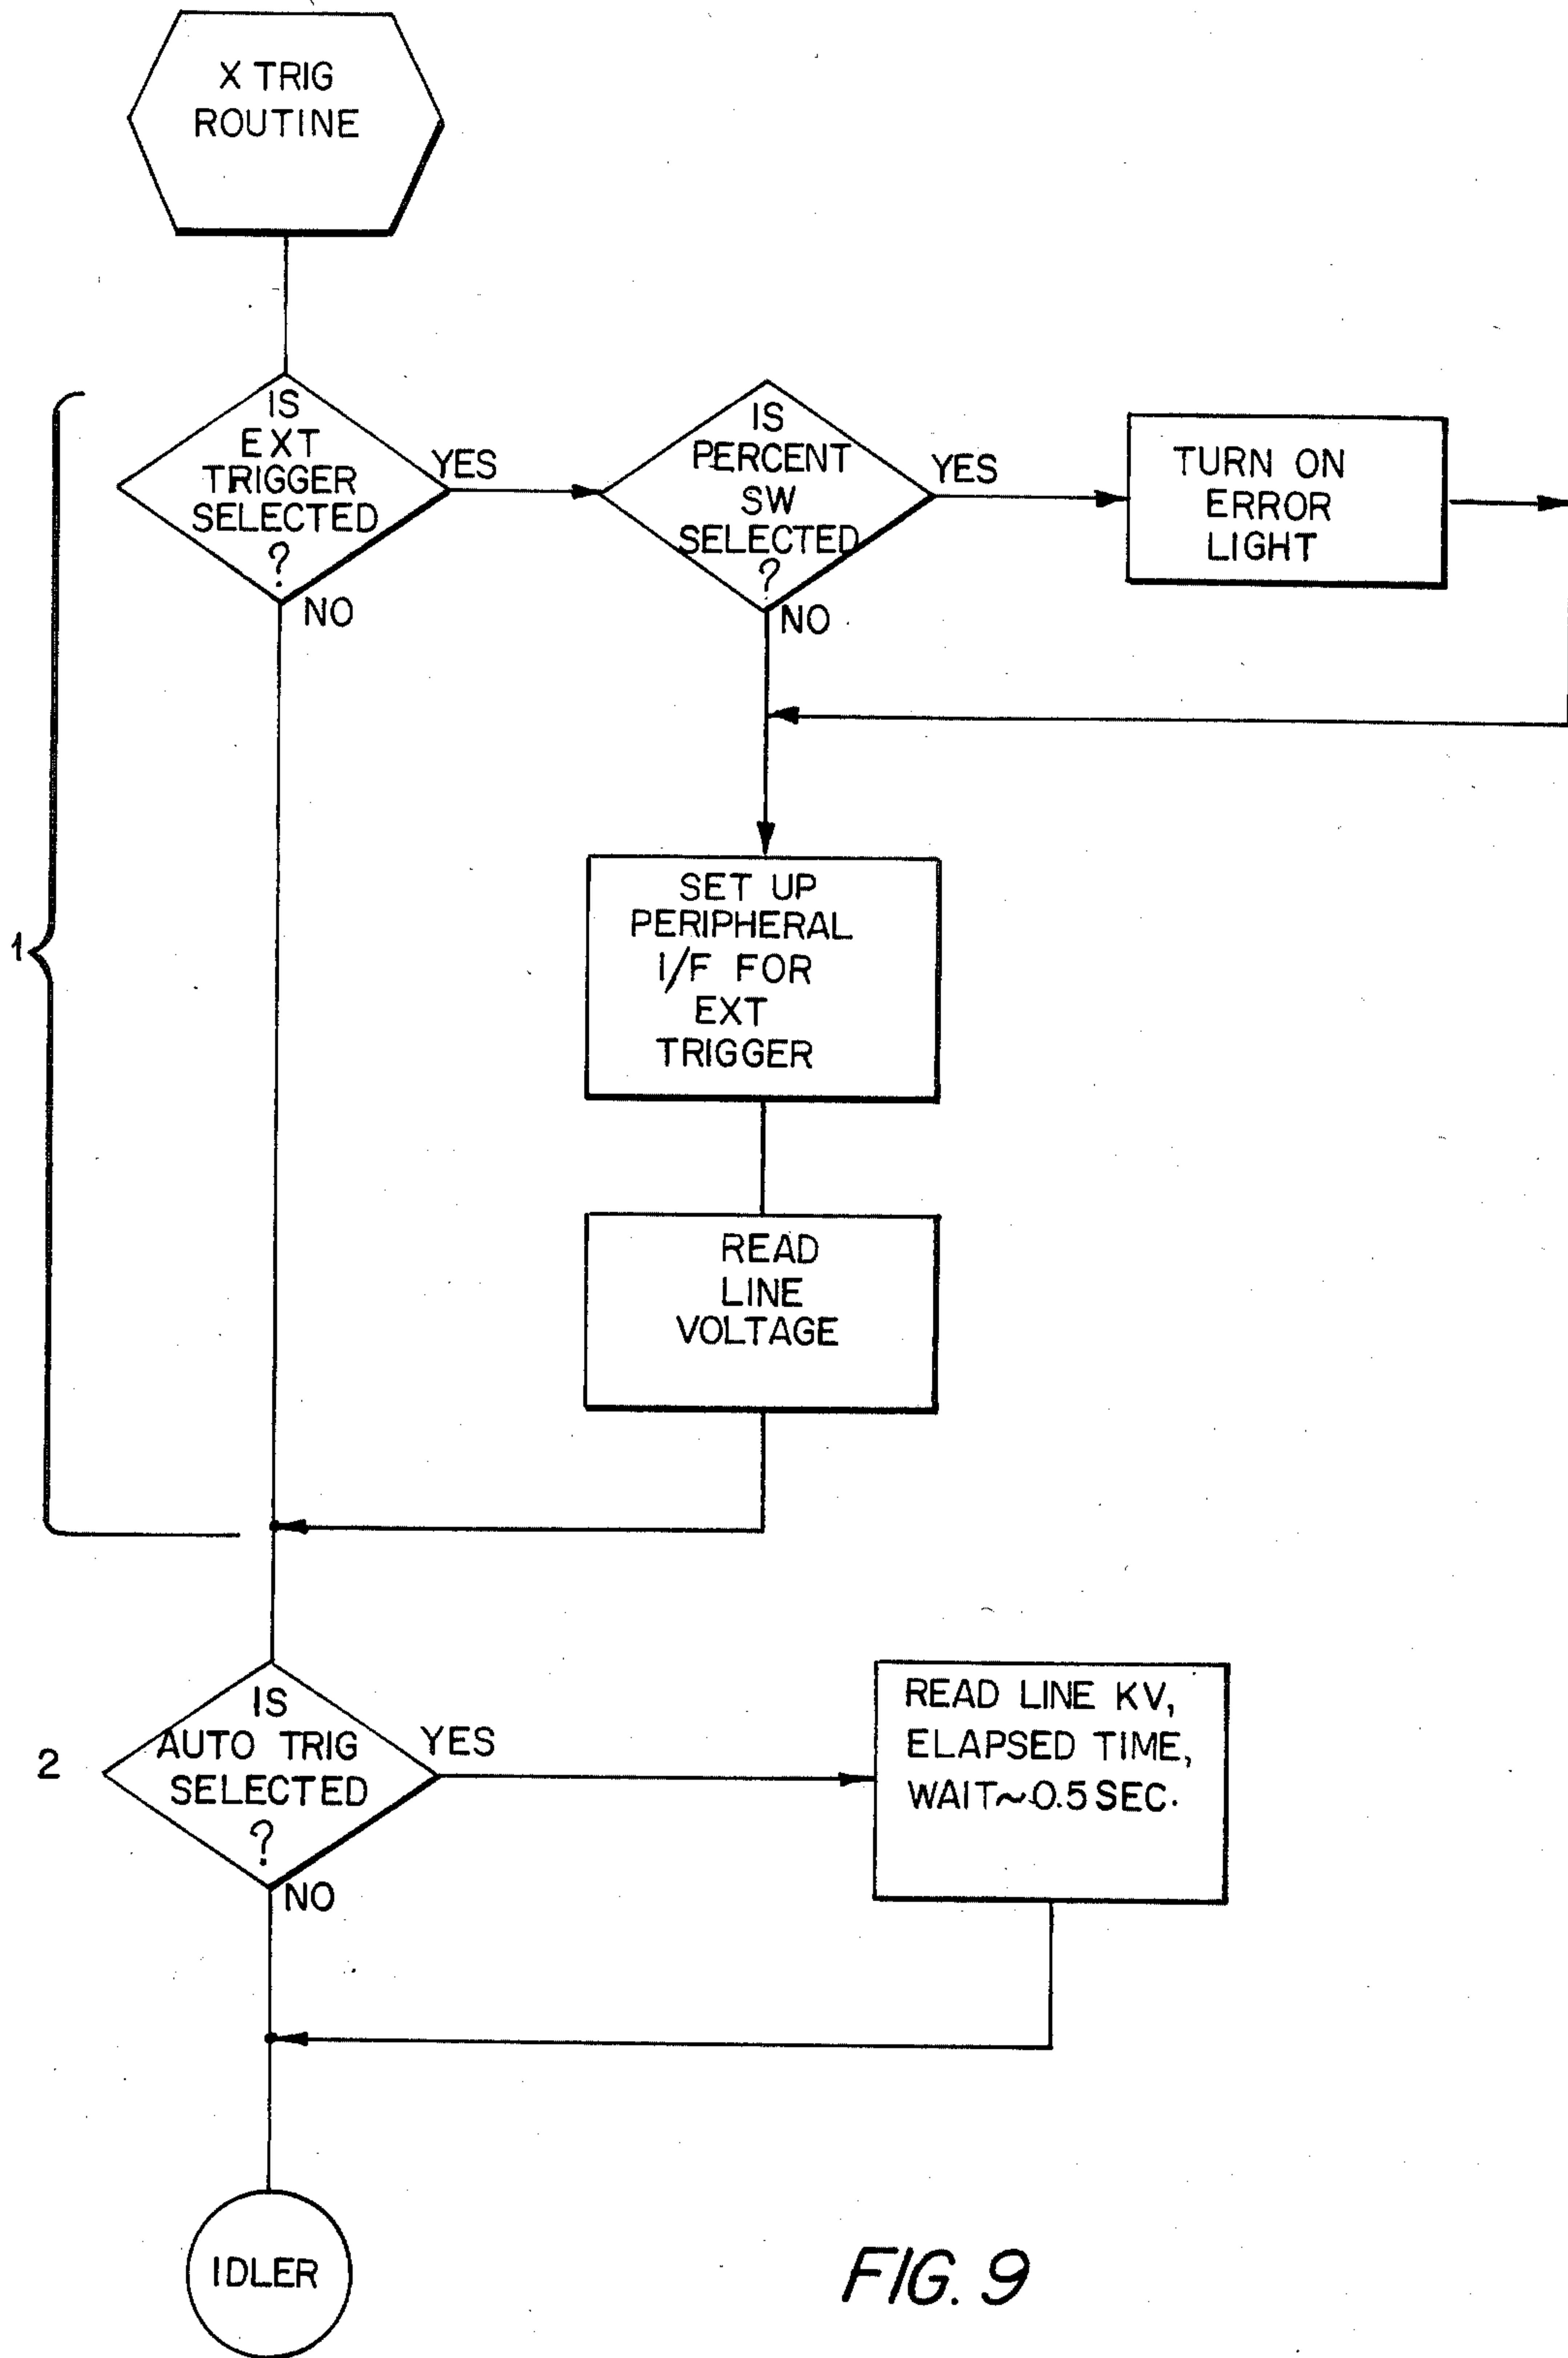 X TRIG
ROUTINE
IS
EXT
TRIGGER
SELECTED
?
YES
NO
IS
PERCENT
SW
SELECTED
?
YES
NO
TURN ON
ERROR
LIGHT
1
SET UP
PERIPHERAL
I/F FOR
EXT
TRIGGER
READ
LINE
VOLTAGE
2
IS
AUTO TRIG
SELECTED
?
YES
NO
READ LINE KV,
ELAPSED TIME,
WAIT~0.5 SEC.
IDLER
FIG. 9